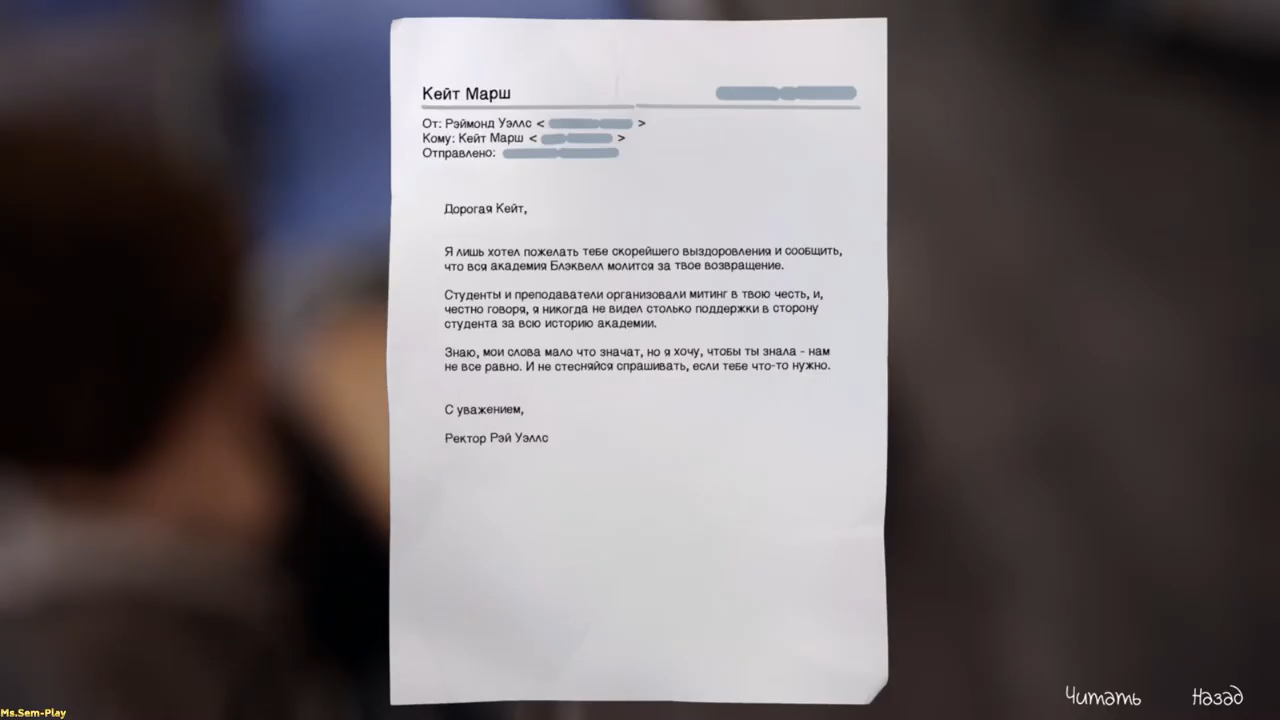 Кейт Марш
От: Рэймонд Уэллс < >
Кому: Кейт Марш < >
Отправлено:
Дорогая Кейт,
Я лишь хотел пожелать тебе скорейшего выздоровления и сообщить,
что вся академия Блэквелл молится за твое возвращение.
Студенты и преподаватели организовали митинг в твою честь, и,
честно говоря, я никогда не видел столько поддержки в сторону
студента за всю историю академии.
Знаю, мои слова мало что значат, но я хочу, чтобы ты знала - нам
не все равно. И не стесняйся спрашивать, если тебе что-то нужно.
С уважением,
Ректор Рэй Уэллс
Читать Назад
Ms.Sem-Play